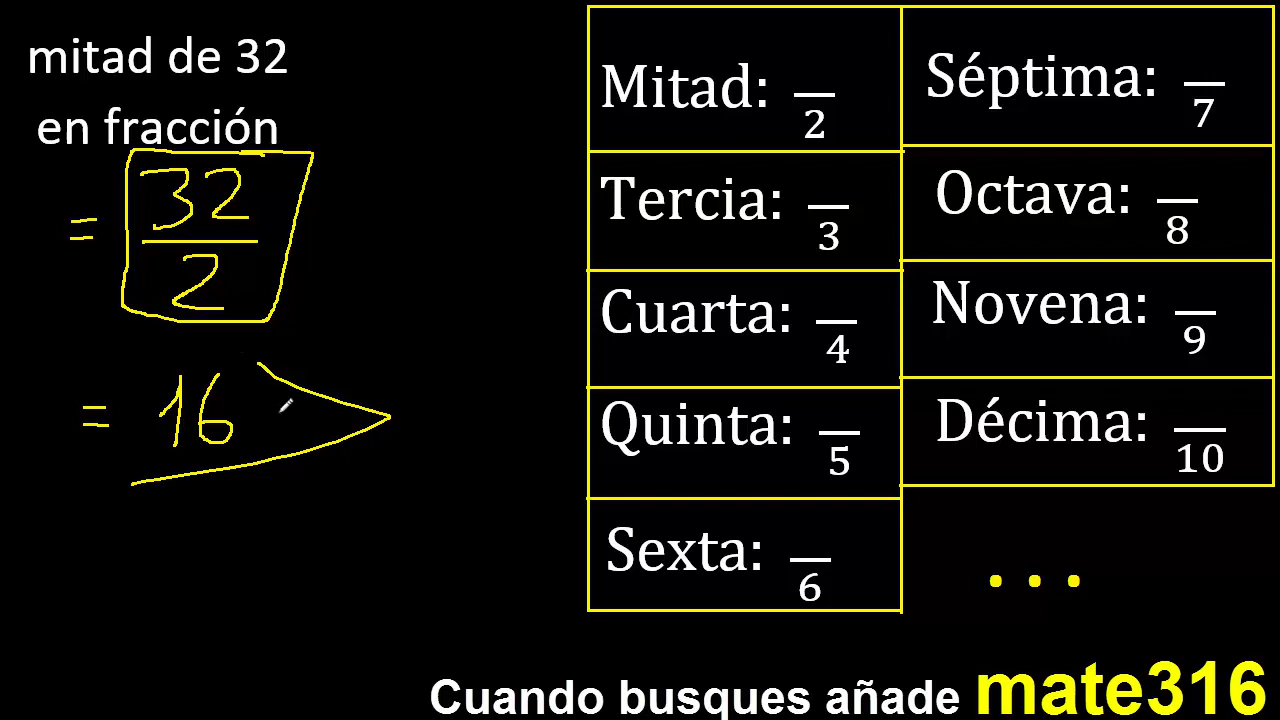 mitad de 32
en fracción
= 32/2
= 16
Mitad: _/2
Tercia: _/3
Cuarta: _/4
Quinta: _/5
Sexta: _/6
Séptima: _/7
Octava: _/8
Novena: _/9
Décima: _/10
...
Cuando busques añade mate316